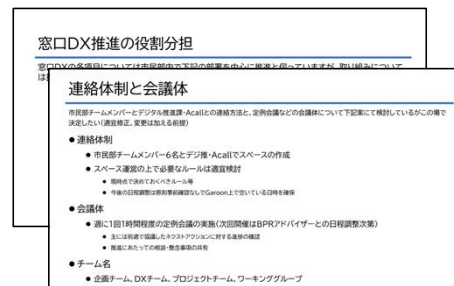 窓口DX推進の役割分担
窓口DXの各項目については市民部内で下記の部署を中心に推進と伺っていますが、取り組みについて
は
連絡体制と会議体
市民部チームメンバーとデジタル推進課・Acallとの連絡方法と、定例会議などの会議体について下記案にて検討しているがこの場で
決定したい(適宜修正、変更は加える前提)
● 連絡体制
● 市民部チームメンバー6名とデジ推・Acallでスペースの作成
● スペース運営の上で必要なルールは適宜検討
● 現時点で決めておくべきルール等
● 今後の日程調整は原則事前確認なしでGaroon上で空いている日時を確保
● 会議体
● 週に1回1時間程度の定例会議の実施(次回開催はBPRアドバイザーとの日程調整次第)
● 主には前週で協議したネクストアクションに対する進捗の確認
● 推進にあたっての相談・懸念事項の共有
● チーム名
● 企画チーム、DXチーム、プロジェクトチーム、ワーキンググループ